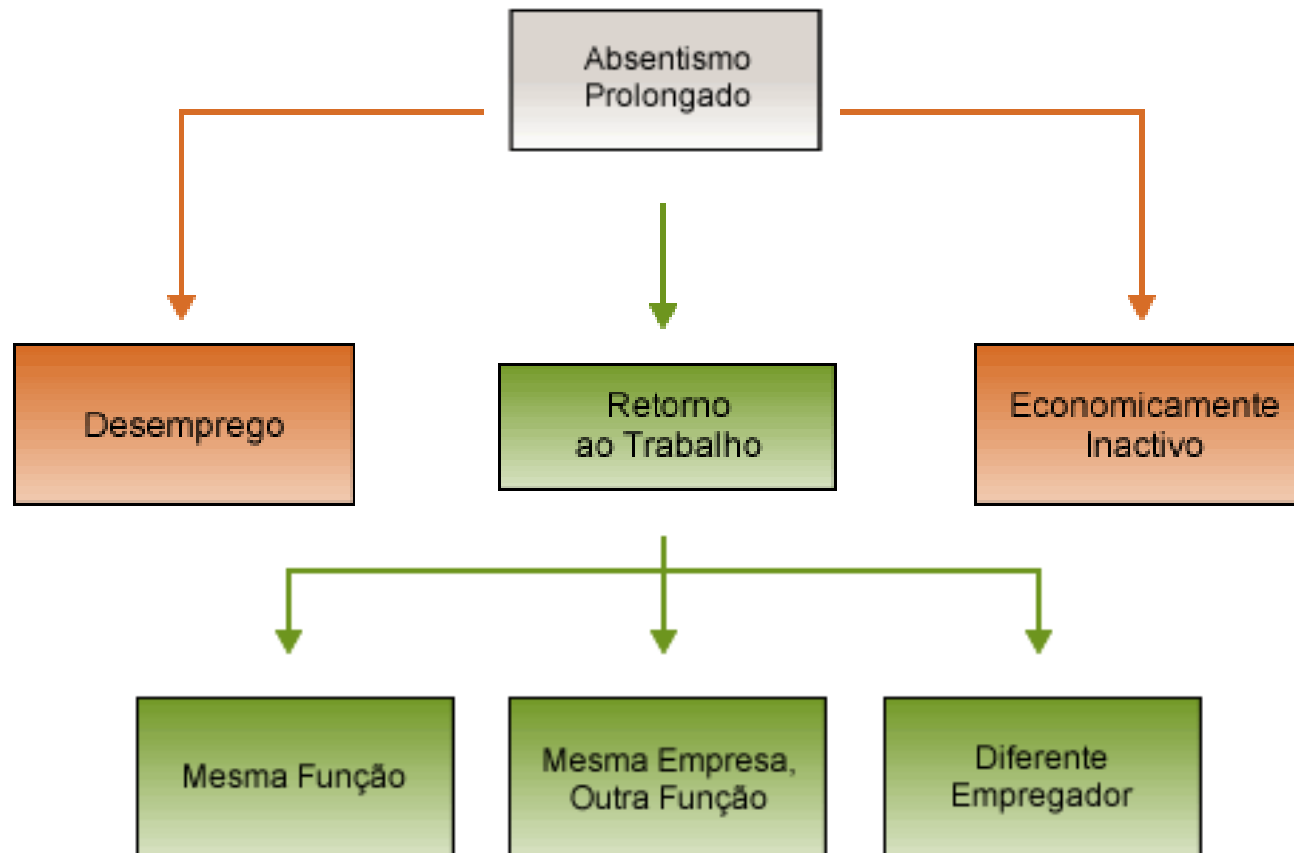 Absentismo
Prolongado
Desemprego
Retorno
ao Trabalho
Economicamente
Inactivo
Mesma Função
Mesma Empresa,
Outra Função
Diferente
Empregador